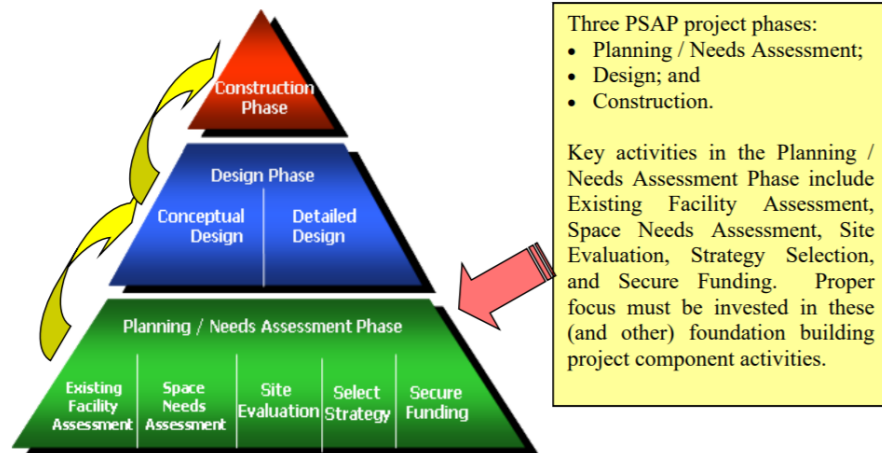 Construction
Phase
Design Phase
Conceptual
Design
Detailed
Design
Planning / Needs Assessment Phase
Existing
Facility
Assessment
Space
Needs
Assessment
Site
Evaluation
Select
Strategy
Secure
Funding
Three PSAP project phases:
• Planning / Needs Assessment;
• Design; and
• Construction.
Key activities in the Planning /
Needs Assessment Phase include
Existing Facility Assessment,
Space Needs Assessment, Site
Evaluation, Strategy Selection,
and Secure Funding. Proper
focus must be invested in these
(and other) foundation building
project component activities.